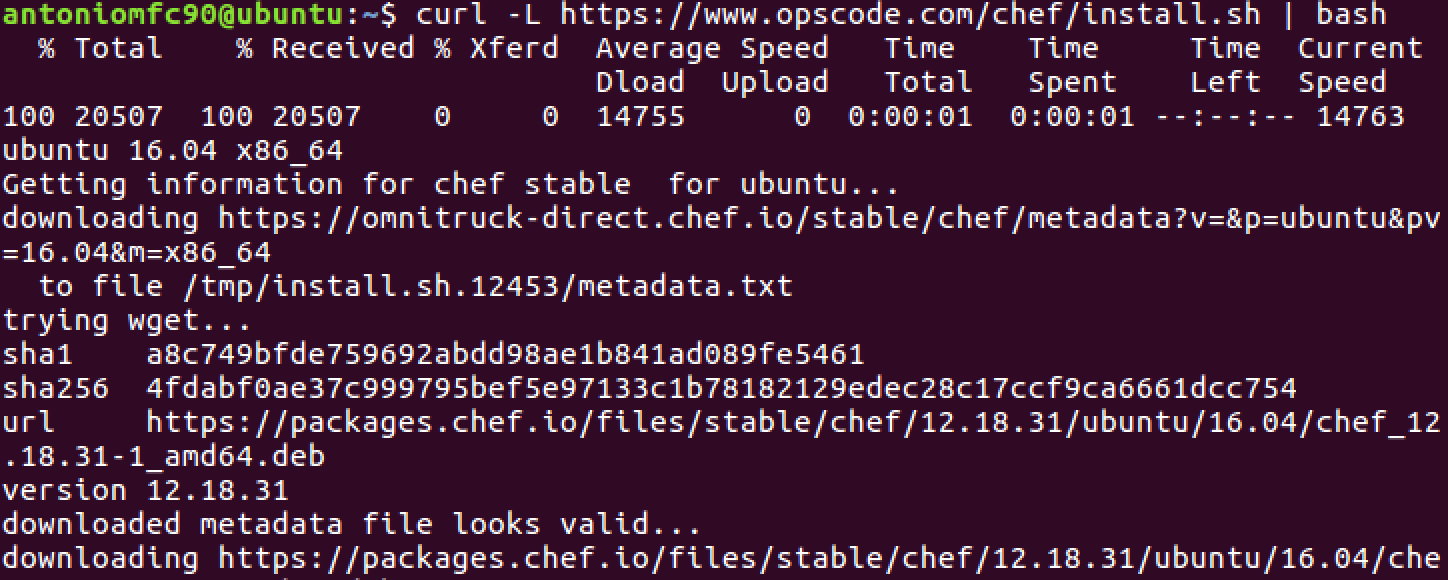 antoniomfc90@ubuntu:~$ curl -L https://www.opscode.com/chef/install.sh | bash
  % Total    % Received % Xferd  Average Speed   Time    Time     Time  Current
                                 Dload  Upload   Total   Spent    Left  Speed
100 20507  100 20507    0     0  14755      0  0:00:01  0:00:01 --:--:-- 14763
ubuntu 16.04 x86_64
Getting information for chef stable  for ubuntu...
downloading https://omnitruck-direct.chef.io/stable/chef/metadata?v=&p=ubuntu&pv
=16.04&m=x86_64
  to file /tmp/install.sh.12453/metadata.txt
trying wget...
sha1    a8c749bfde759692abdd98ae1b841ad089fe5461
sha256  4fdabf0ae37c999795bef5e97133c1b78182129edec28c17ccf9ca6661dcc754
url     https://packages.chef.io/files/stable/chef/12.18.31/ubuntu/16.04/chef_12
.18.31-1_amd64.deb
version 12.18.31
downloaded metadata file looks valid...
downloading https://packages.chef.io/files/stable/chef/12.18.31/ubuntu/16.04/che